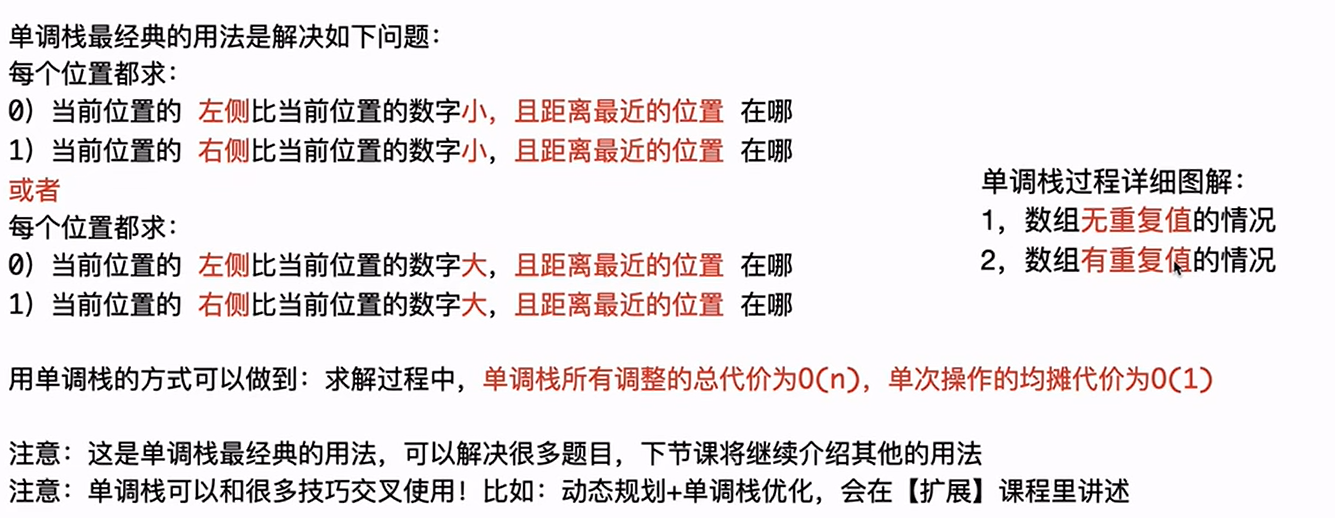 单调栈最经典的用法是解决如下问题：
每个位置都求：
0）当前位置的 左侧比当前位置的数字小，且距离最近的位置 在哪
1）当前位置的 右侧比当前位置的数字小，且距离最近的位置 在哪
或者
每个位置都求：
0）当前位置的 左侧比当前位置的数字大，且距离最近的位置 在哪
1）当前位置的 右侧比当前位置的数字大，且距离最近的位置 在哪
单调栈过程详细图解：
1，数组无重复值的情况
2，数组有重复值的情况
用单调栈的方式可以做到：求解过程中，单调栈所有调整的总代价为O(n)，单次操作的均摊代价为O(1)
注意：这是单调栈最经典的用法，可以解决很多题目，下节课将继续介绍其他的用法
注意：单调栈可以和很多技巧交叉使用！比如：动态规划+单调栈优化，会在【扩展】课程里讲述